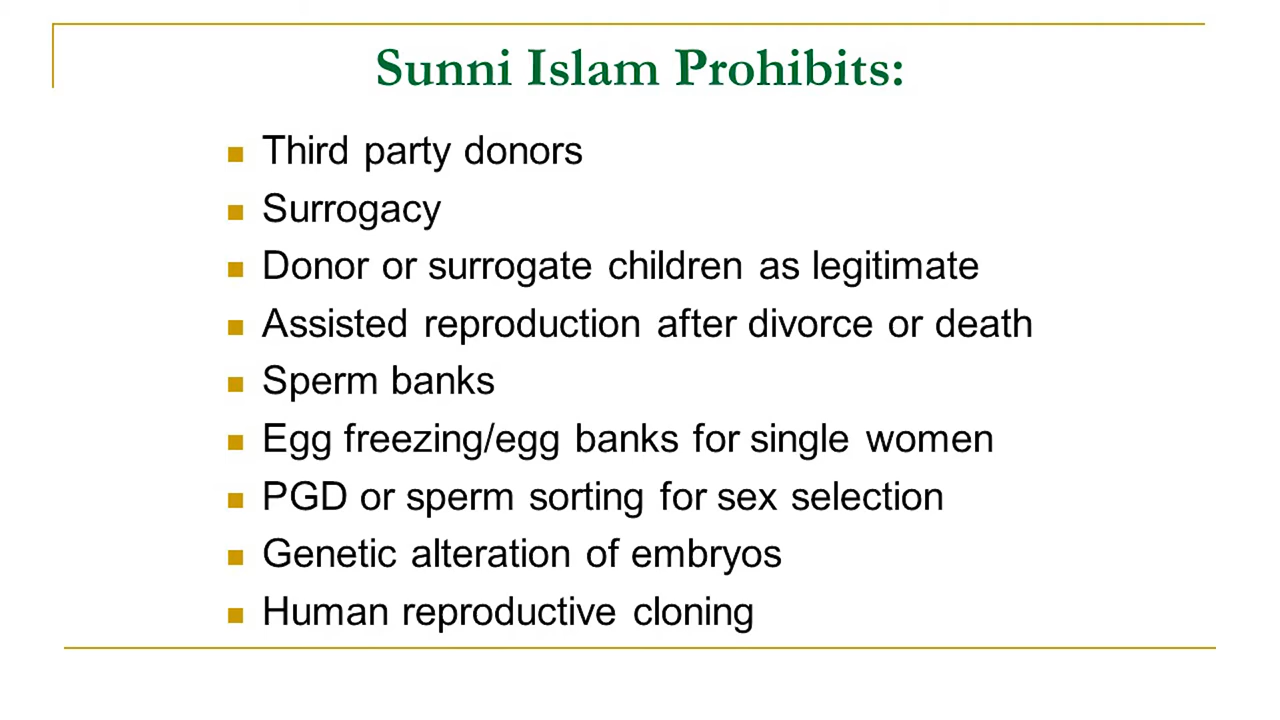 Sunni Islam Prohibits:
Third party donors
Surrogacy
Donor or surrogate children as legitimate
Assisted reproduction after divorce or death
Sperm banks
Egg freezing/egg banks for single women
PGD or sperm sorting for sex selection
Genetic alteration of embryos
Human reproductive cloning